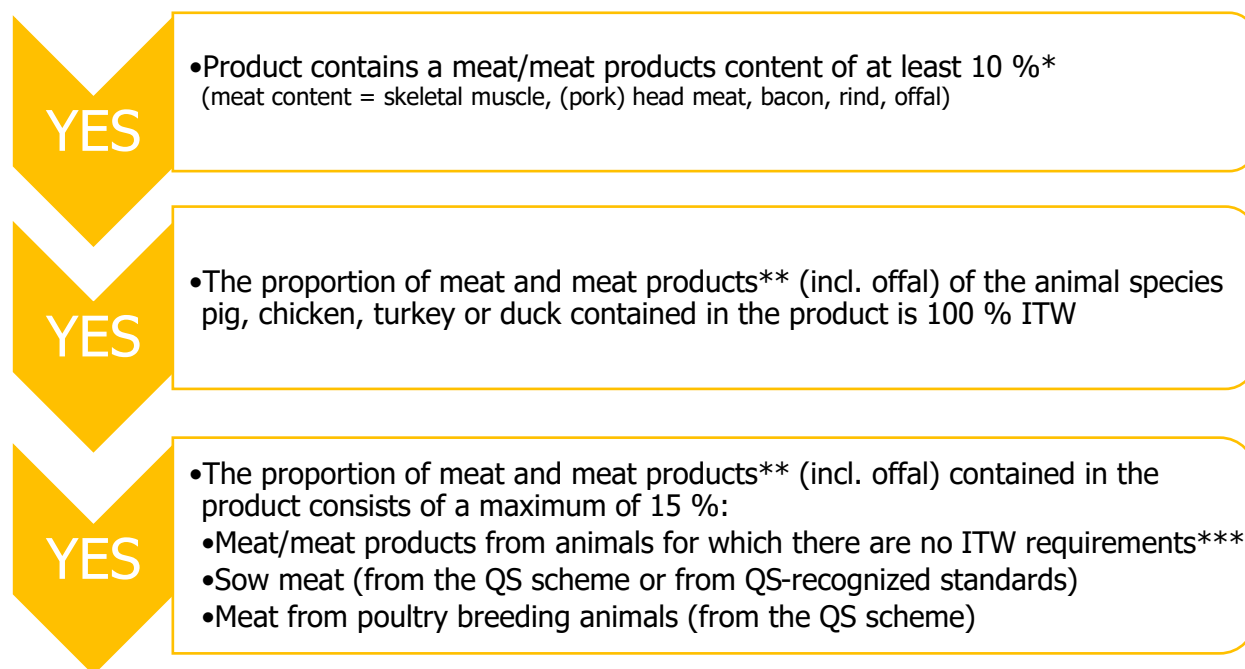 YES
•Product contains a meat/meat products content of at least 10 %*
(meat content = skeletal muscle, (pork) head meat, bacon, rind, offal)
YES
•The proportion of meat and meat products** (incl. offal) of the animal species
pig, chicken, turkey or duck contained in the product is 100 % ITW
YES
•The proportion of meat and meat products** (incl. offal) contained in the
product consists of a maximum of 15 %:
•Meat/meat products from animals for which there are no ITW requirements***
•Sow meat (from the QS scheme or from QS-recognized standards)
•Meat from poultry breeding animals (from the QS scheme)